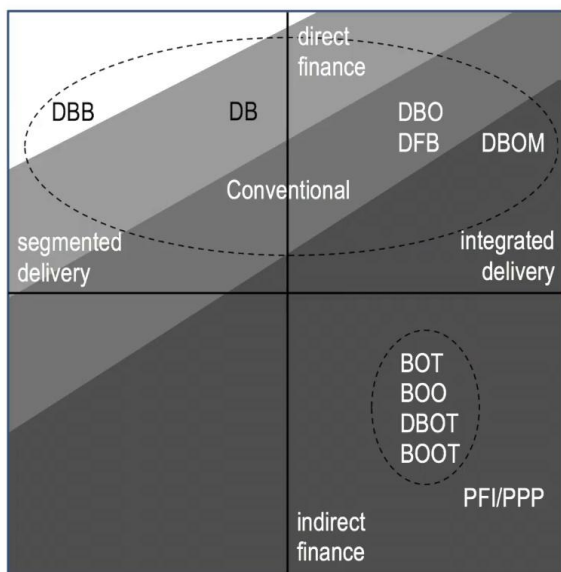 direct
finance
DBB
DB
DBO
DFB
DBOM
Conventional
segmented
delivery
integrated
delivery
BOT
BOO
DBOT
BOOT
PFI/PPP
indirect
finance